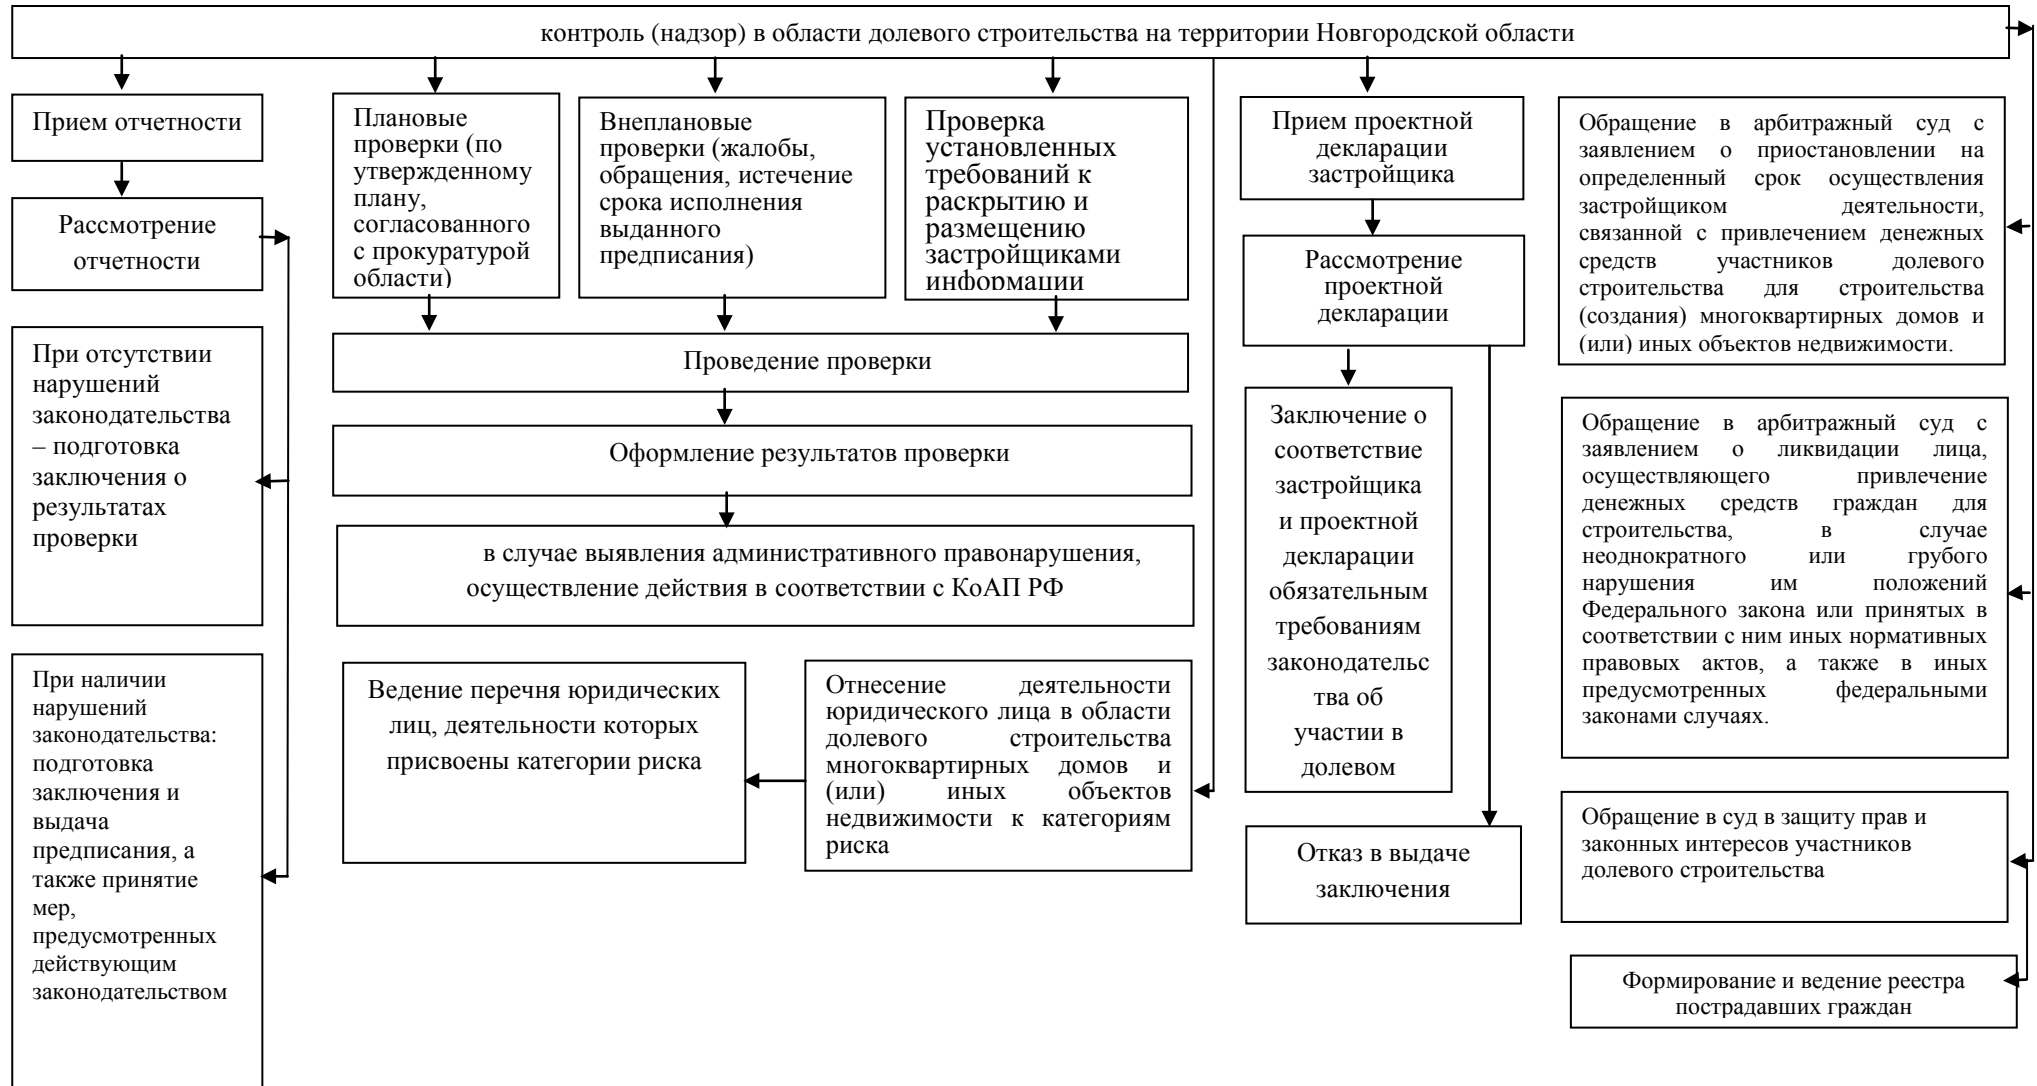 контроль (надзор) в области долевого строительства на территории Новгородской области
Прием отчетности
Рассмотрение
отчетности
При отсутствии
нарушений
законодательства
– подготовка
заключения о
результатах
проверки
При наличии
нарушений
законодательства:
подготовка
заключения и
выдача
предписания, а
также принятие
мер,
предусмотренных
действующим
законодательством
Плановые
проверки (по
утвержденному
плану,
согласованного
с прокуратурой
области)
Внеплановые
проверки (жалобы,
обращения, истечение
срока исполнения
выданного
предписания)
Проверка
установленных
требований к
раскрытию и
размещению
застройщиками
информации
Проведение проверки
Оформление результатов проверки
в случае выявления административного правонарушения,
осуществление действия в соответствии с КоАП РФ
Ведение перечня юридических
лиц, деятельности которых
присвоены категории риска
Отнесение деятельности
юридического лица в области
долевого строительства
многоквартирных домов и
(или) иных объектов
недвижимости к категориям
риска
Прием проектной
декларации
застройщика
Рассмотрение
проектной
декларации
Заключение о
соответствие
застройщика
и проектной
декларации
обязательным
требованиям
законодательс
тва об
участии в
долевом
Отказ в выдаче
заключения
Обращение в арбитражный суд с
заявлением о приостановлении на
определенный срок осуществления
застройщиком деятельности,
связанной с привлечением денежных
средств участников долевого
строительства для строительства
(создания) многоквартирных домов и
(или) иных объектов недвижимости.
Обращение в арбитражный суд с
заявлением о ликвидации лица,
осуществляющего привлечение
денежных средств граждан для
строительства, в случае
неоднократного или грубого
нарушения им положений
Федерального закона или принятых в
соответствии с ним иных нормативных
правовых актов, а также в иных
предусмотренных федеральными
законами случаях.
Обращение в суд в защиту прав и
законных интересов участников
долевого строительства
Формирование и ведение реестра
пострадавших граждан